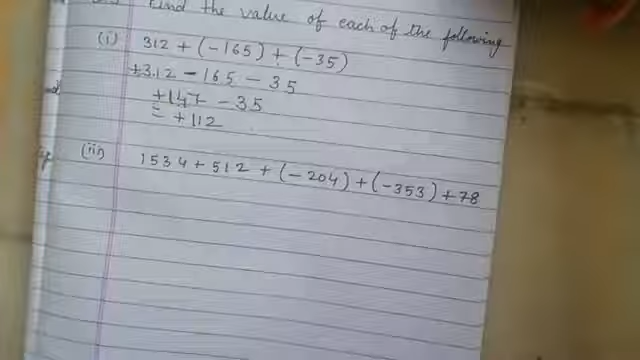 Find the value of each of the following
(i) 312 + (-165) + (-35)
+312 - 165 - 35
+147 - 35
= +112
(iii) 1534 + 512 + (-204) + (-353) + 78